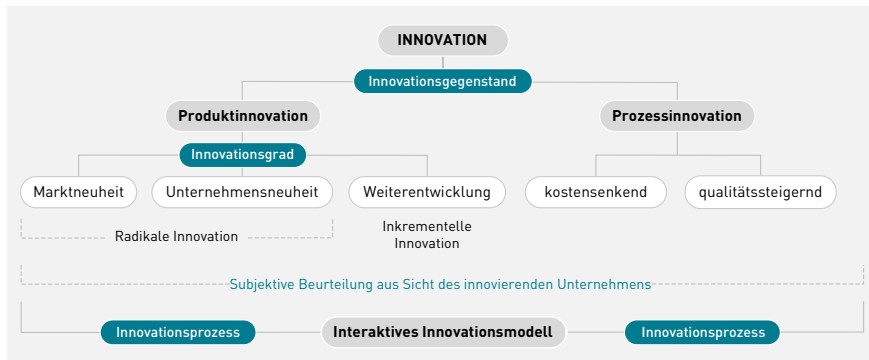 INNOVATION
Innovationsgegenstand
Produktinnovation
Prozessinnovation
Innovationsgrad
Marktneuheit
Unternehmensneuheit
Weiterentwicklung
kostensenkend
qualitätssteigernd
Radikale Innovation
Inkrementelle
Innovation
Subjektive Beurteilung aus Sicht des innovierenden Unternehmens
Innovationsprozess
Interaktives Innovationsmodell
Innovationsprozess